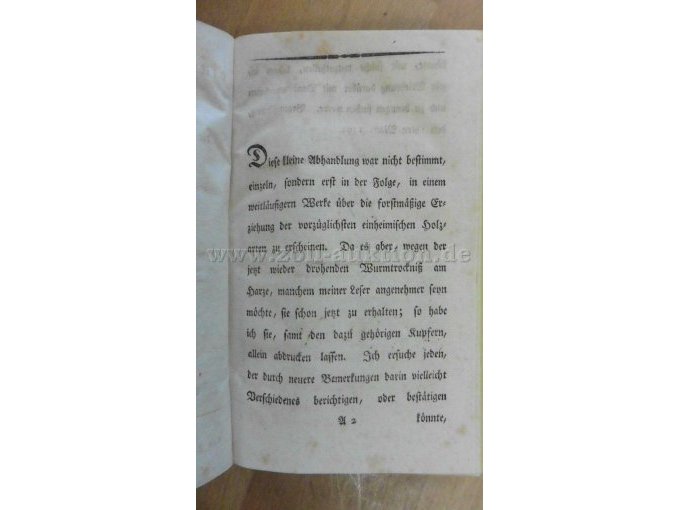 Diese kleine Abhandlung war nicht bestimmt,
einzeln, sondern erst in der Folge, in einem
weitläufigern Werke über die forstmäßige Er-
ziehung der vorzüglichsten einheimischen Holz-
arten zu erscheinen. Da es aber, wegen der
www.zoll-auktion.de
jetzt wieder drohenden Wurmtrockniß am
Harze, manchem meiner Leser angenehmer seyn
möchte, sie schon jetzt zu erhalten; so habe
ich sie, samt den dazu gehörigen Kupfern,
allein abdrucken lassen. Ich ersuche jeden,
der durch neuere Bemerkungen darin vielleicht
Verschiedenes berichtigen, oder bestätigen
A 2 könnte,